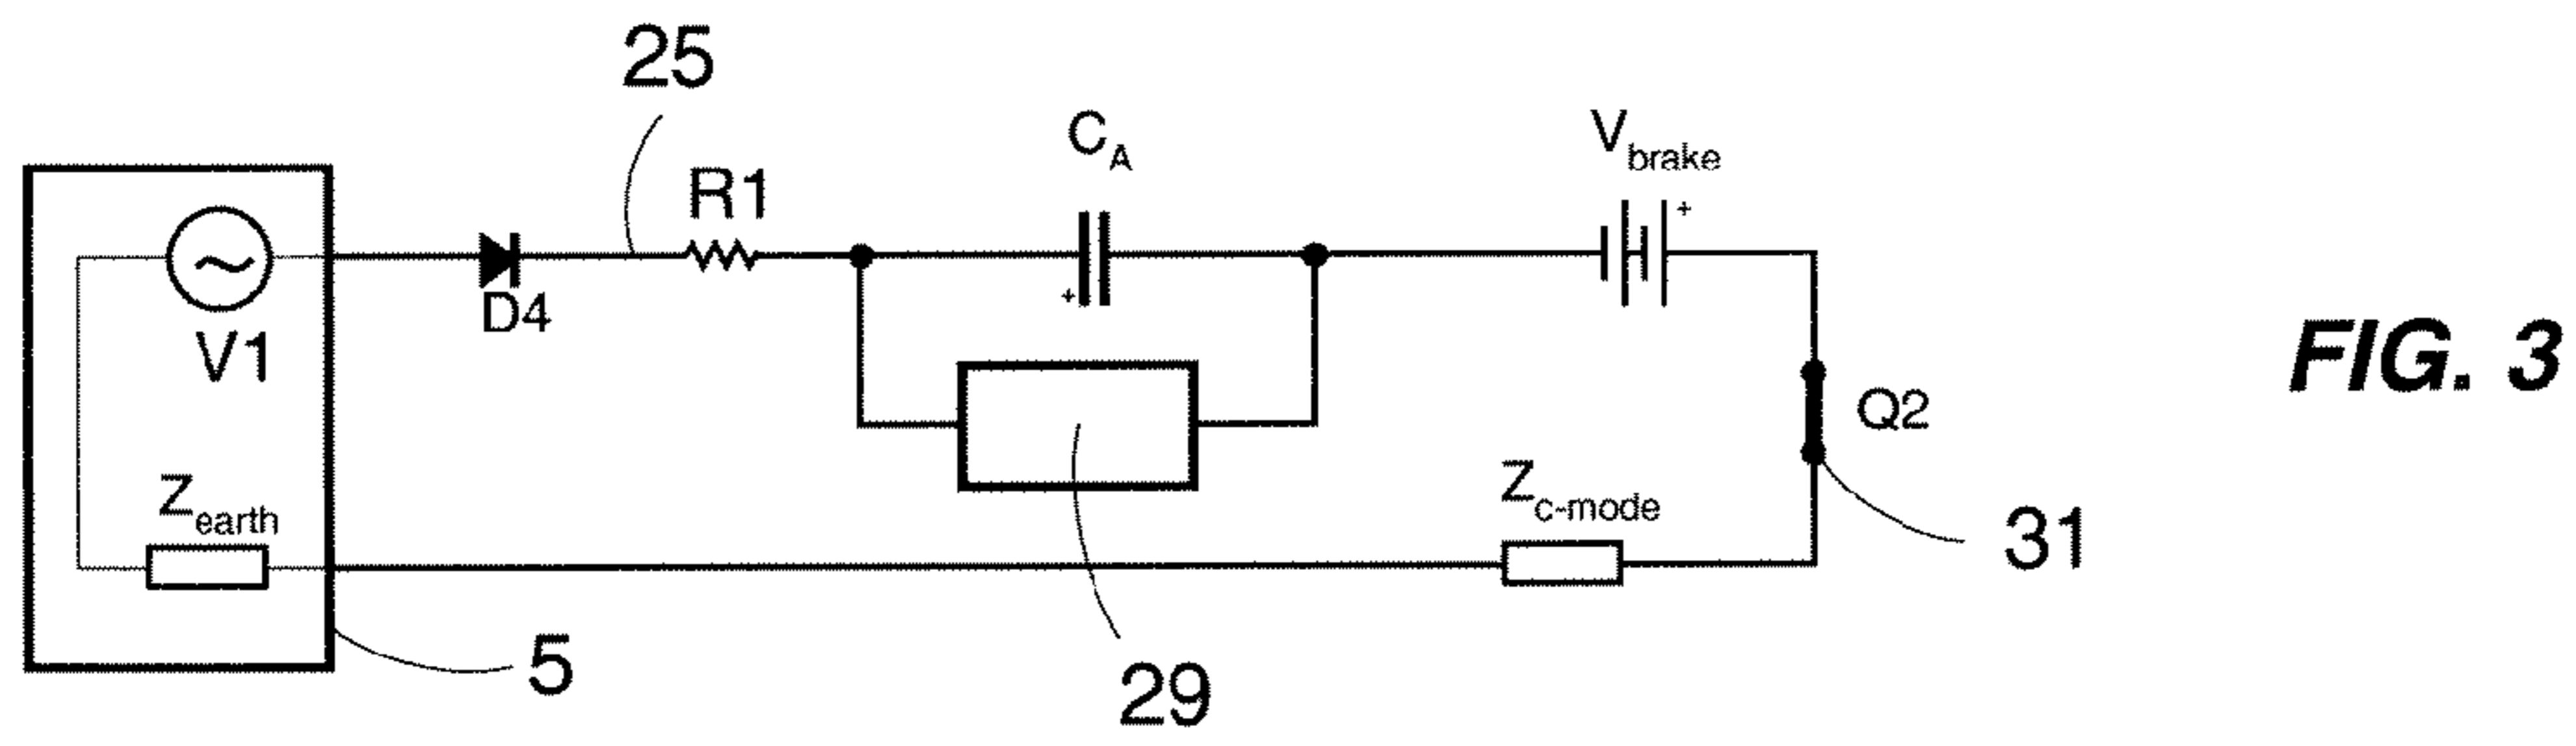 25
C_A
V_brake
R1
+
D4
+
V1
FIG. 3
Q2
Z_earth
Z_c-mode
31
5
29